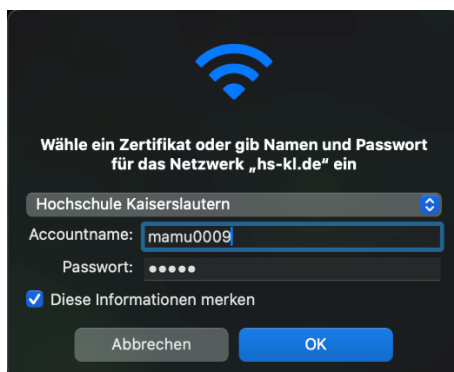 Wähle ein Zertifikat oder gib Namen und Passwort
für das Netzwerk „hs-kl.de“ ein
Hochschule Kaiserslautern
Accountname: mamu0009
Passwort: •••••
Diese Informationen merken
Abbrechen OK